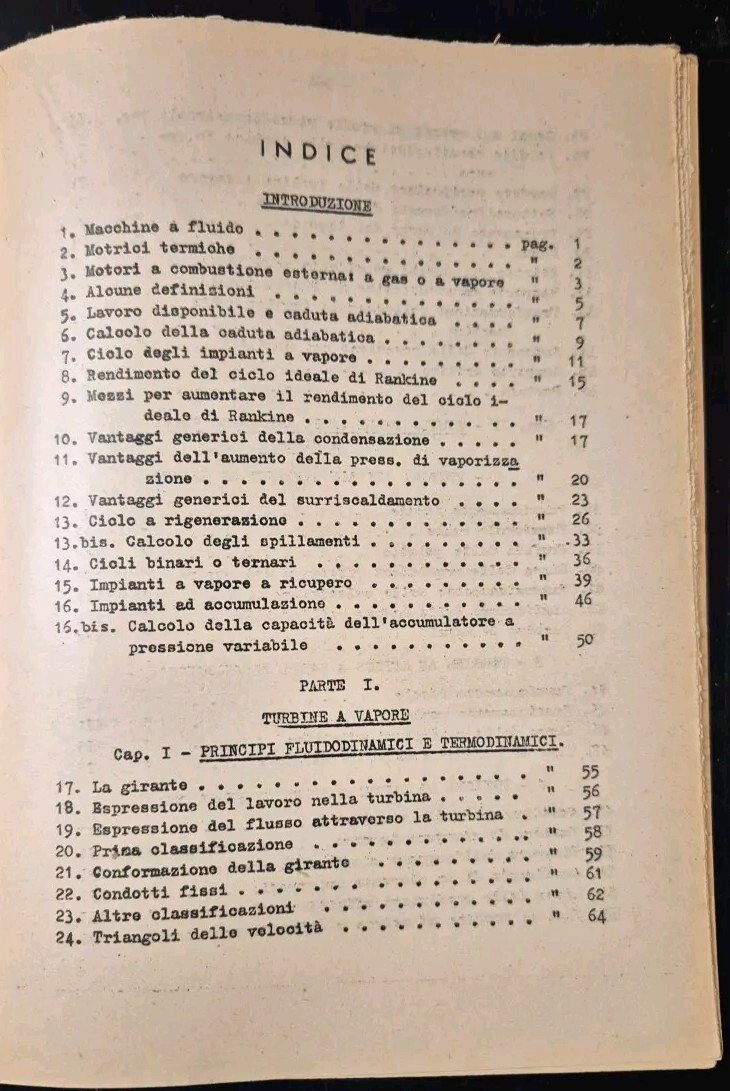 INDICE
INTRODUZIONE
1. Macchine a fluido . . . . . . . . . . . . . . pag. 1
2. Motrici termiche . . . . . . . . . . . . . . " 2
3. Motori a combustione esterna: a gas o a vapore " 3
4. Alcune definizioni . . . . . . . . . . . . . " 5
5. Lavoro disponibile e caduta adiabatica . . . . " 7
6. Calcolo della caduta adiabatica . . . . . . . " 9
7. Ciclo degli impianti a vapore . . . . . . . . " 11
8. Rendimento del ciclo ideale di Rankine . . . . " 15
9. Mezzi per aumentare il rendimento del ciclo i-
deale di Rankine . . . . . . . . . . . " 17
10. Vantaggi generici della condensazione . . . . . " 17
11. Vantaggi dell'aumento della press. di vaporizza
zione . . . . . . . . . . . . . . . . " 20
12. Vantaggi generici del surriscaldamento . . . . " 23
13. Ciclo a rigenerazione . . . . . . . . . . . . " 26
13.bis. Calcolo degli spillamenti . . . . . . . . " 33
14. Cicli binari o ternari . . . . . . . . . . . " 36
15. Impianti a vapore a ricupero . . . . . . . . " 39
16. Impianti ad accumulazione . . . . . . . . . . " 46
16.bis. Calcolo della capacità dell'accumulatore a
pressione variabile . . . . . . . . . . . " 50
PARTE I.
TURBINE A VAPORE
Cap. I - PRINCIPI FLUIDODINAMICI E TERMODINAMICI.
17. La girante . . . . . . . . . . . . . . . . . " 55
18. Espressione del lavoro nella turbina . . . . . " 56
19. Espressione del flusso attraverso la turbina . " 57
20. Prima classificazione . . . . . . . . . . . . " 58
21. Conformazione della girante . . . . . . . . " 59
22. Condotti fissi . . . . . . . . . . . . . . . " 61
23. Altre classificazioni . . . . . . . . . . . " 62
24. Triangoli delle velocità . . . . . . . . . . " 64